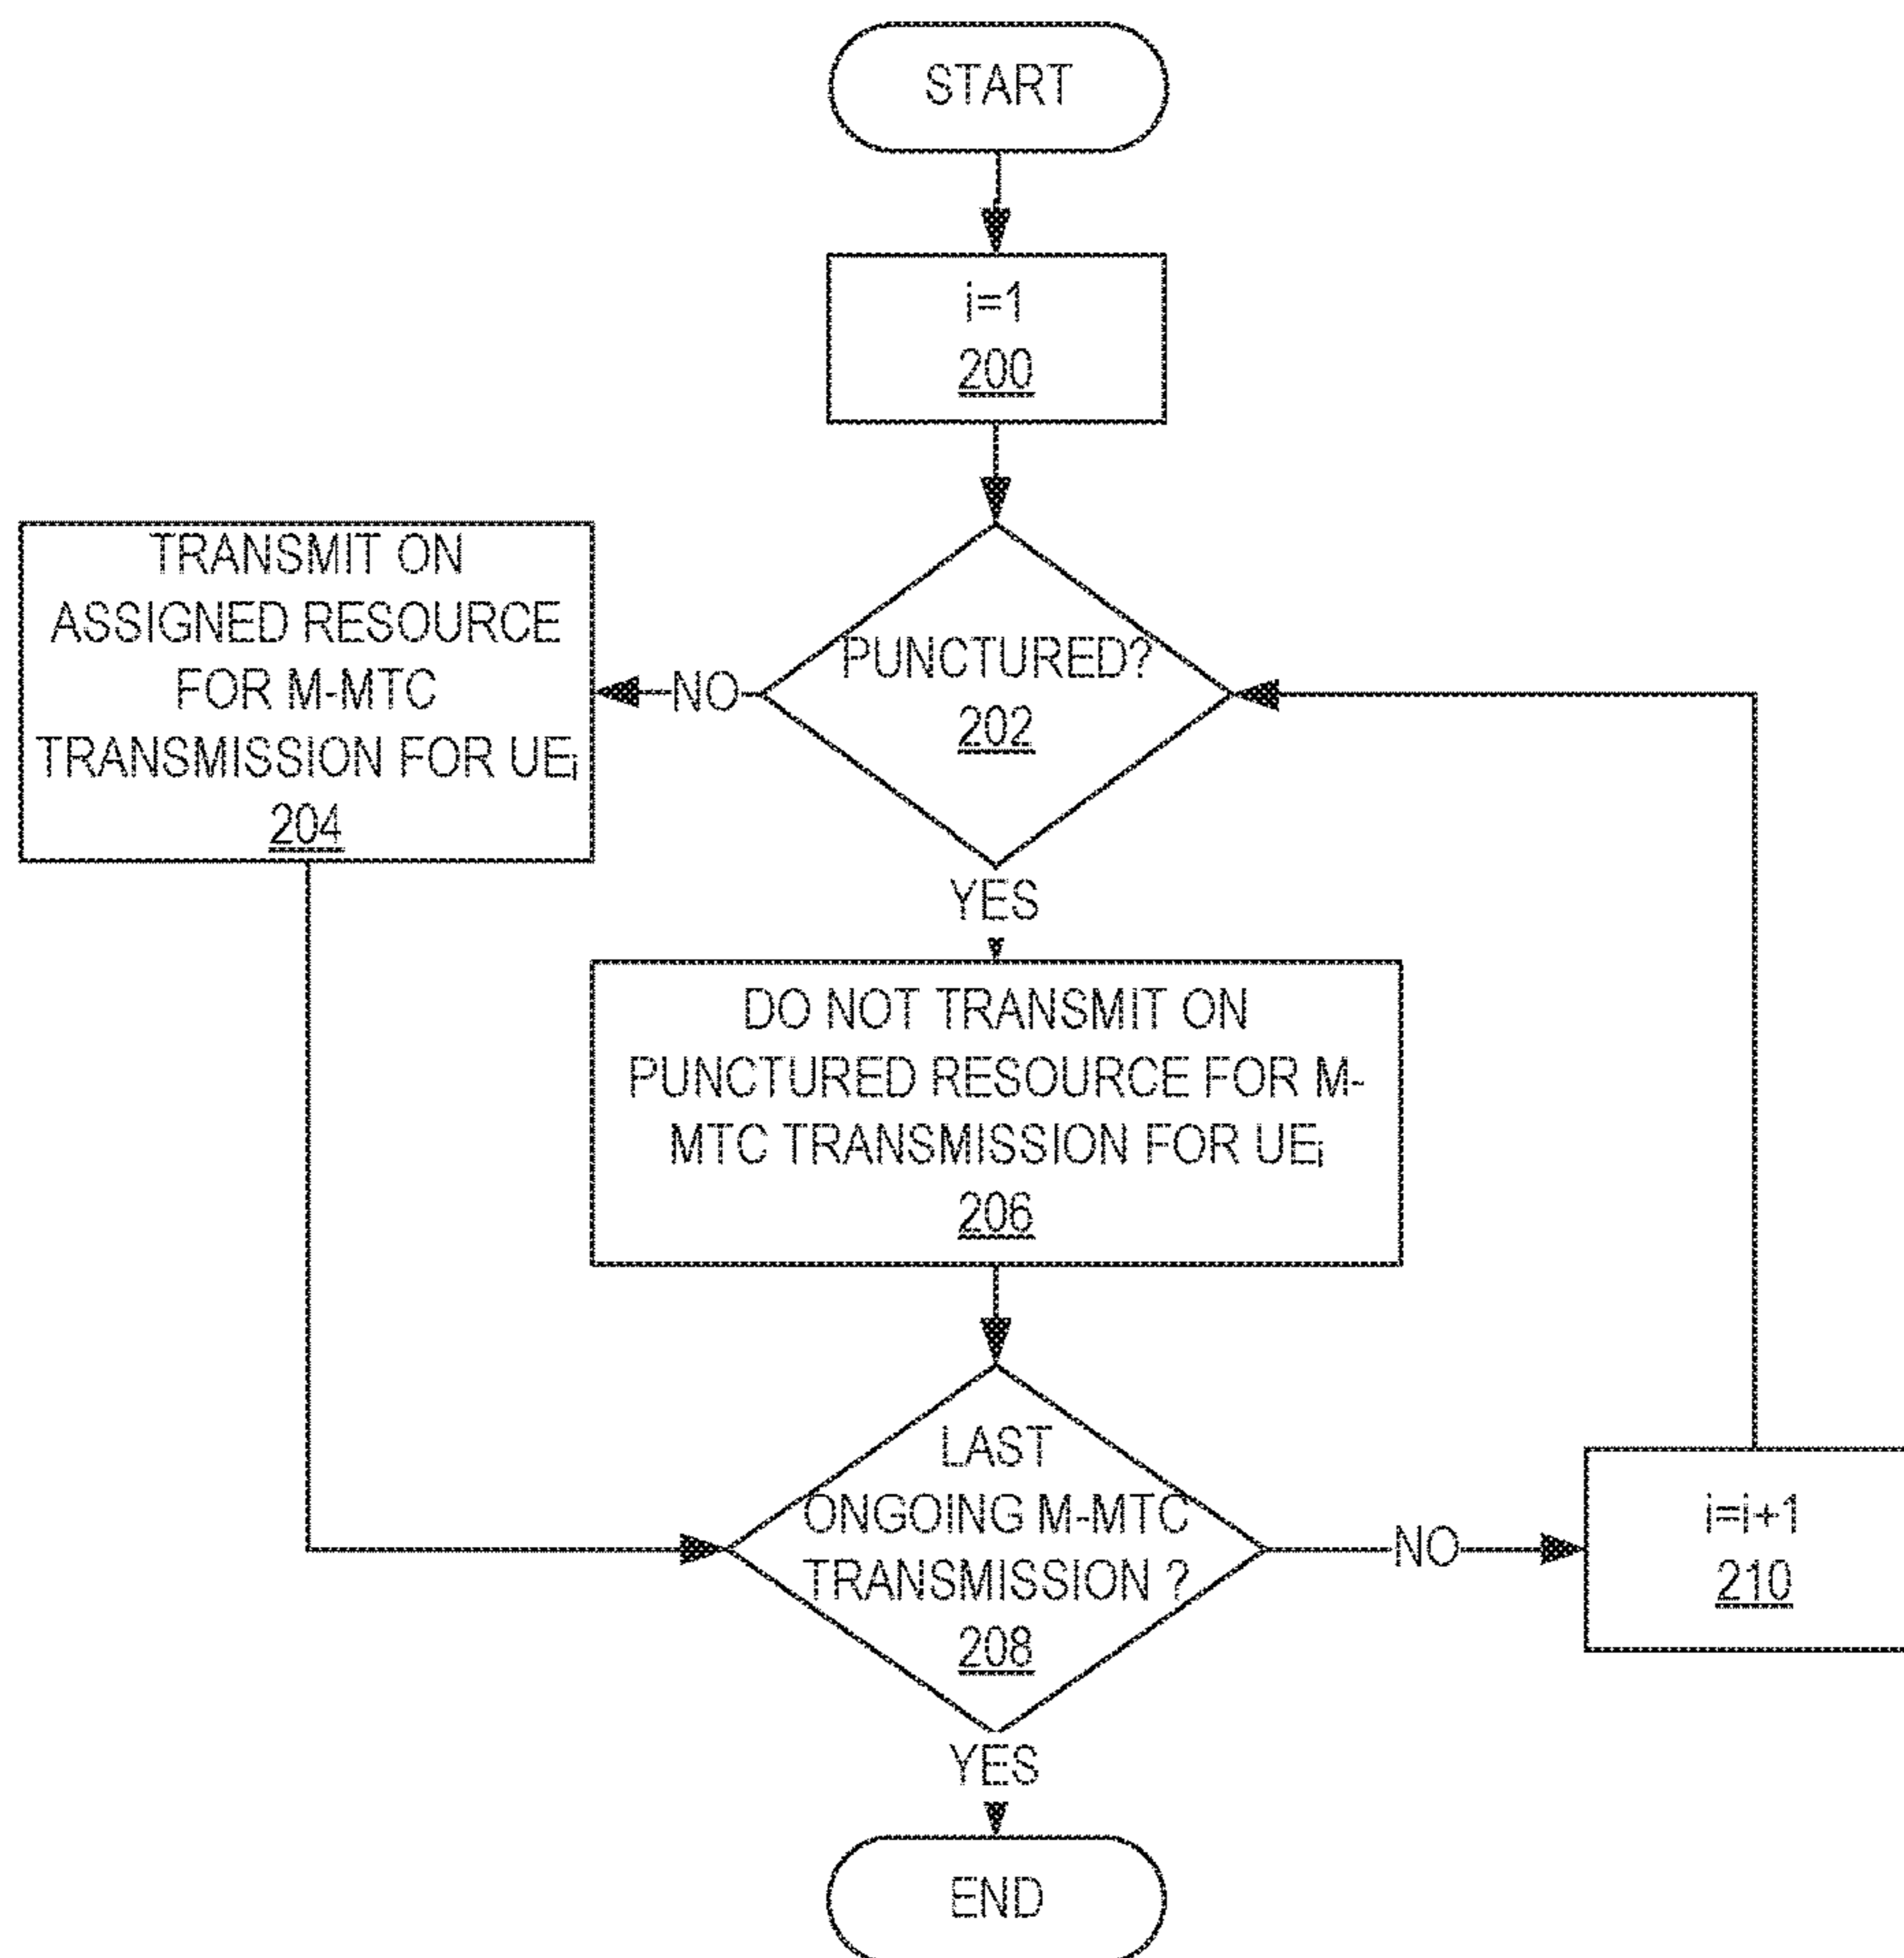 START
i=1
200
TRANSMIT ON
ASSIGNED RESOURCE
FOR M-MTC
TRANSMISSION FOR UEi
204
NO
PUNCTURED?
202
YES
DO NOT TRANSMIT ON
PUNCTURED RESOURCE FOR M-
MTC TRANSMISSION FOR UEi
206
LAST
ONGOING M-MTC
TRANSMISSION ?
208
NO
i=i+1
210
YES
END